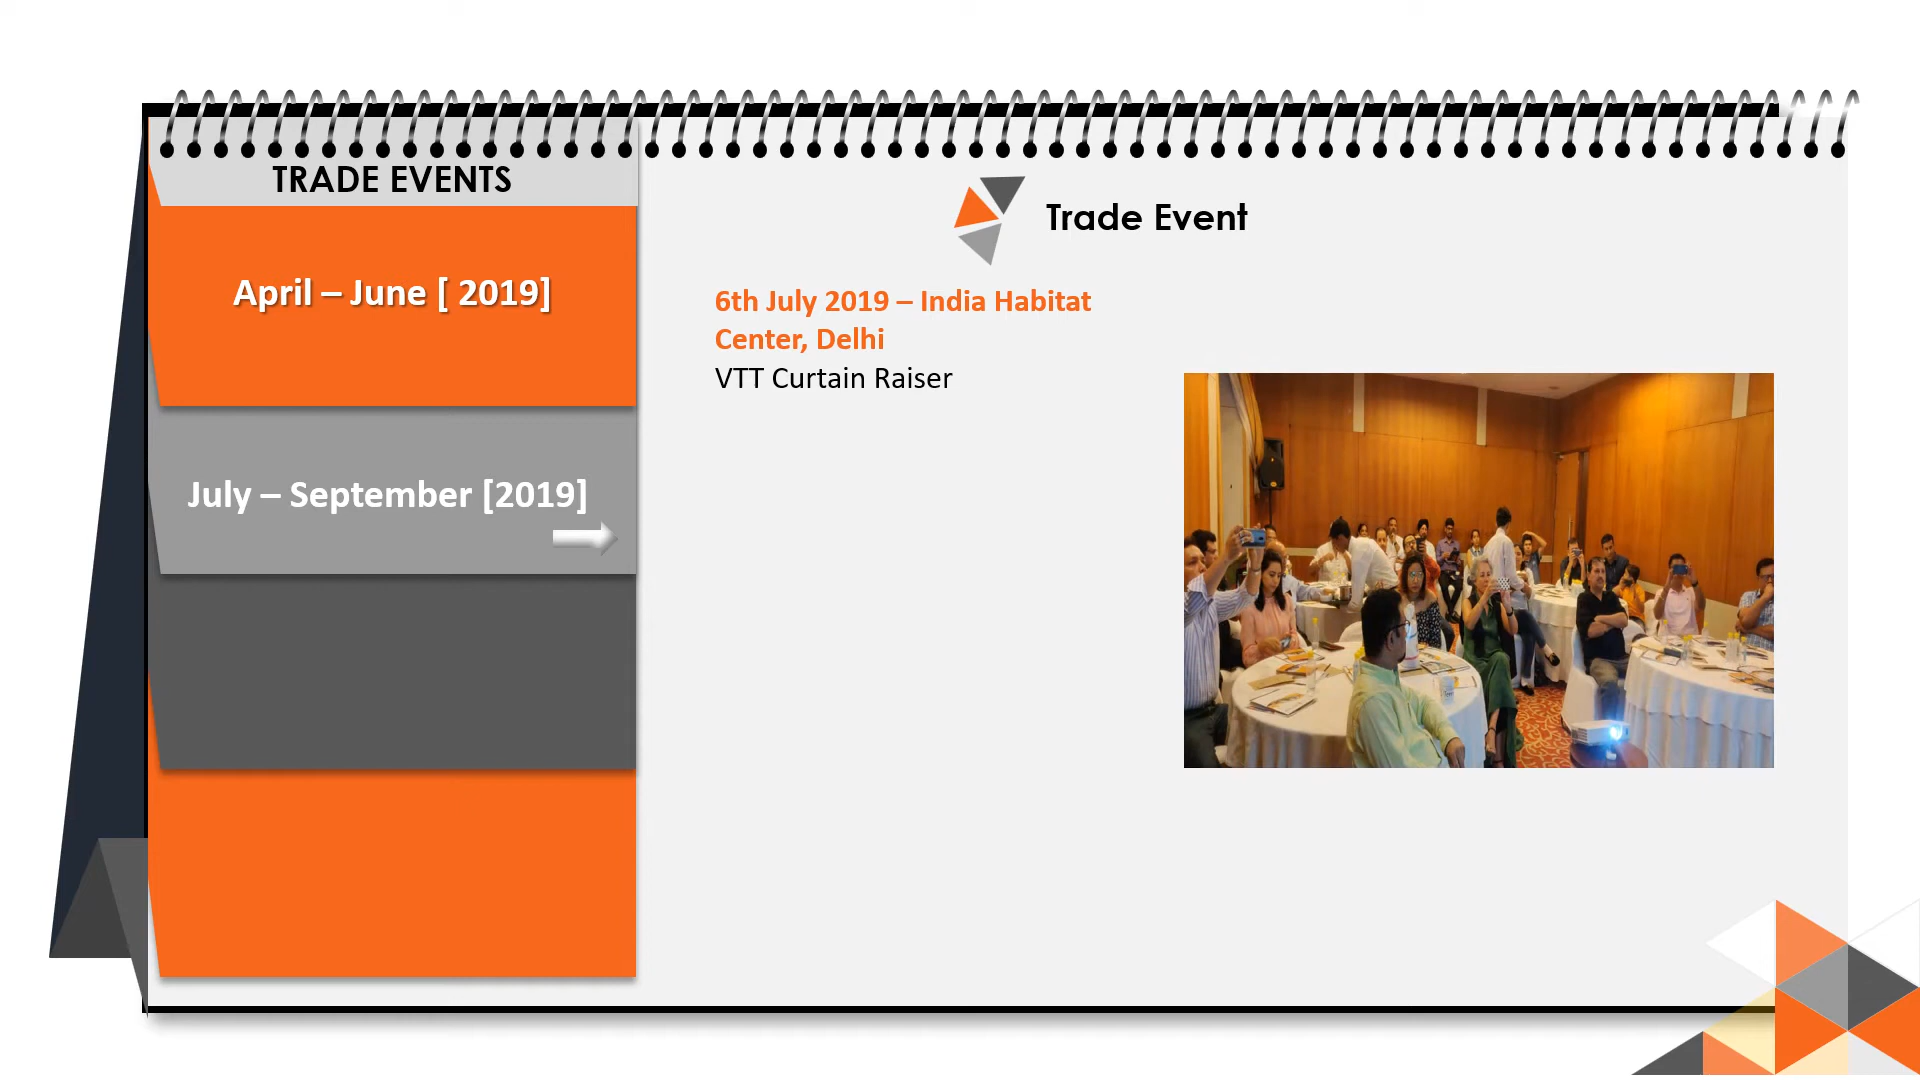 TRADE EVENTS
April – June [ 2019]
July – September [2019]
Trade Event
6th July 2019 – India Habitat
Center, Delhi
VTT Curtain Raiser